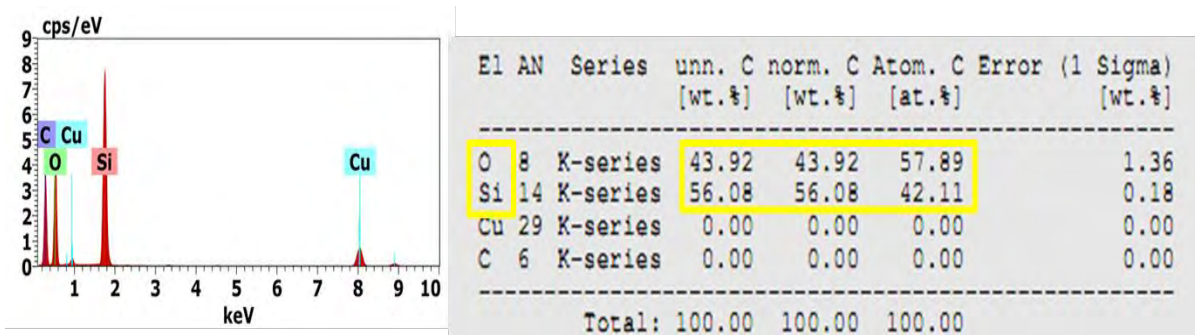 cps/eV
9
8
7
6
5
4
3
2
1
0
C Cu
O Si Cu
1 2 3 4 5 6 7 8 9 10
keV
El AN Series unn. C norm. C Atom. C Error (1 Sigma)
[wt.%] [wt.%] [at.%] [wt.%]
O 8 K-series 43.92 43.92 57.89 1.36
Si 14 K-series 56.08 56.08 42.11 0.18
Cu 29 K-series 0.00 0.00 0.00 0.00
C 6 K-series 0.00 0.00 0.00 0.00
Total: 100.00 100.00 100.00